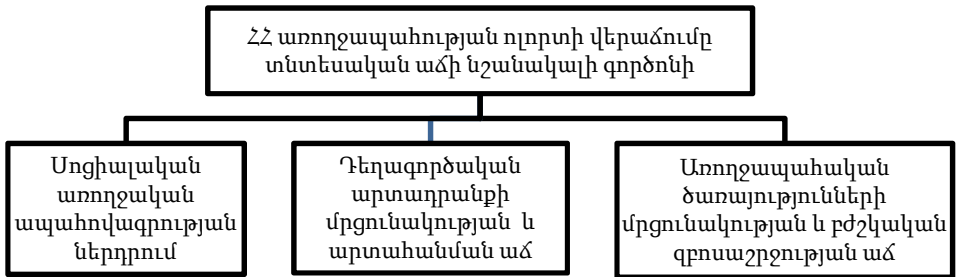 ՀՀ առողջապահության ոլորտի վերաճումը
տնտեսական աճի նշանակալի գործոնի
Սոցիալական
առողջական
ապահովագրության
ներդրում
Դեղագործական
արտադրանքի
մրցունակության և
արտահանման աճ
Առողջապահական
ծառայությունների
մրցունակության և բժշկական
զբոսաշրջության աճ